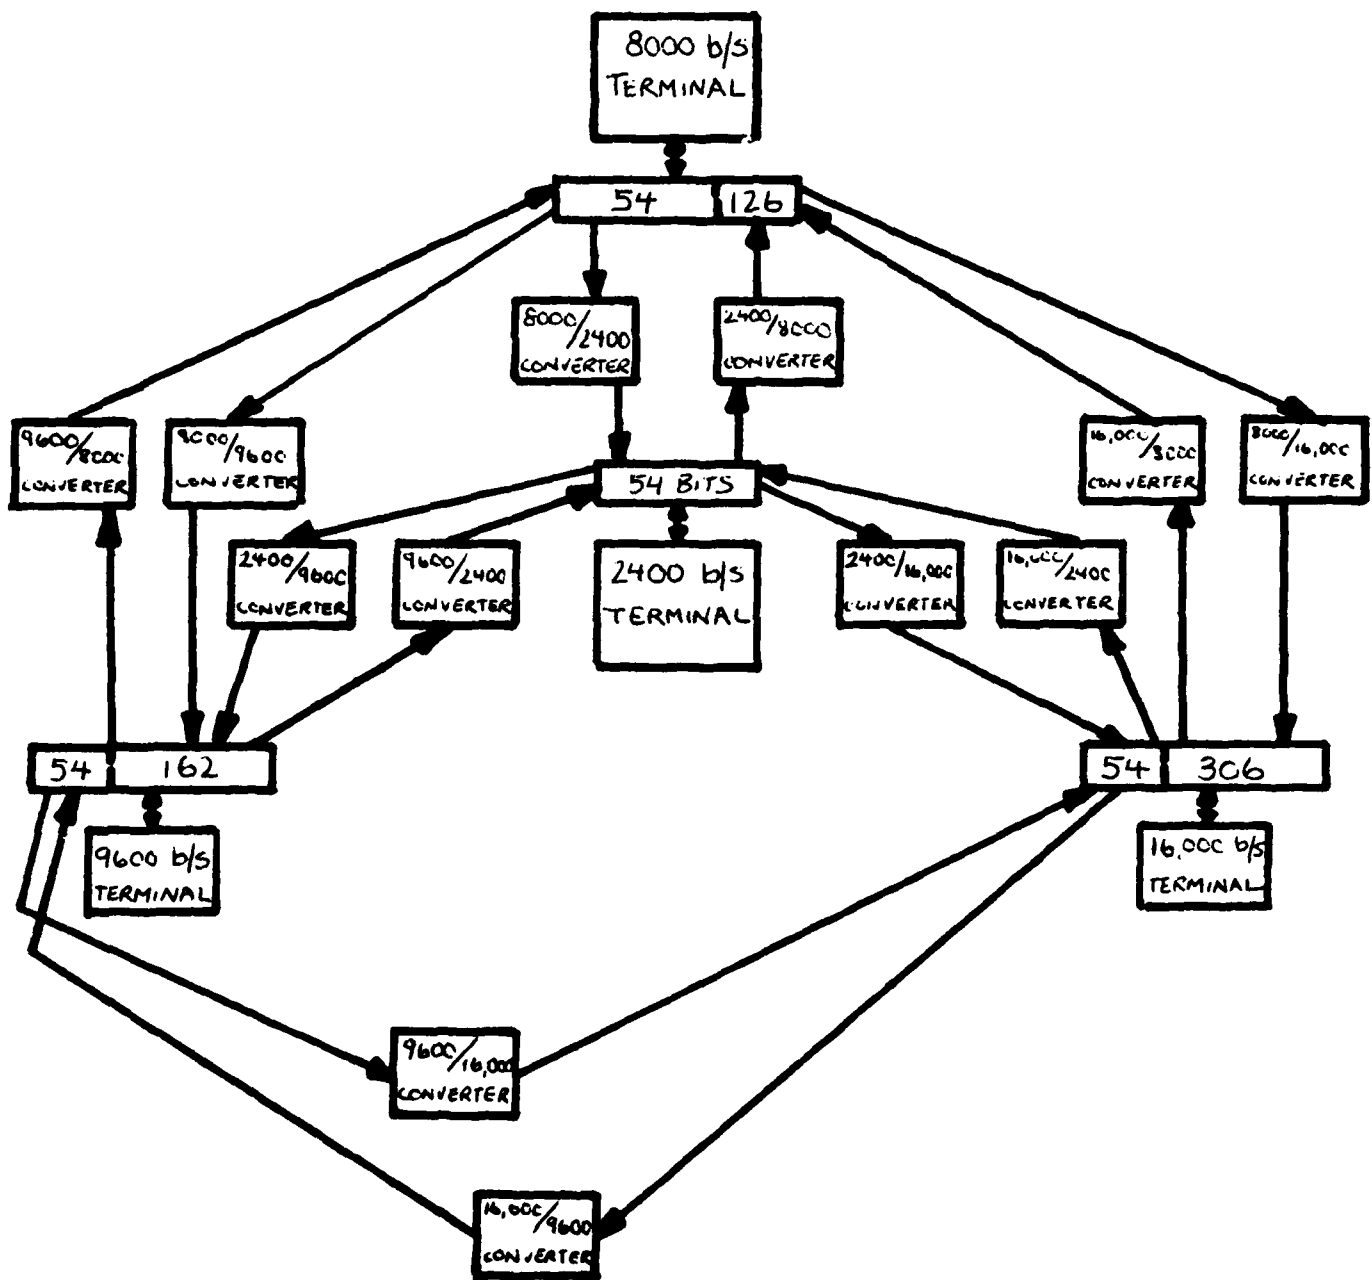 8000 b/s
TERMINAL
54 126
8000/2400
CONVERTER
2400/8000
CONVERTER
9600/8000
CONVERTER
8000/9600
CONVERTER
16,000/8000
CONVERTER
8000/16,000
CONVERTER
54 BITS
2400/9600
CONVERTER
9600/2400
CONVERTER
2400 b/s
TERMINAL
2400/16,000
CONVERTER
16,000/2400
CONVERTER
54 162
54 306
9600 b/s
TERMINAL
16,000 b/s
TERMINAL
9600/16,000
CONVERTER
16,000/9600
CONVERTER